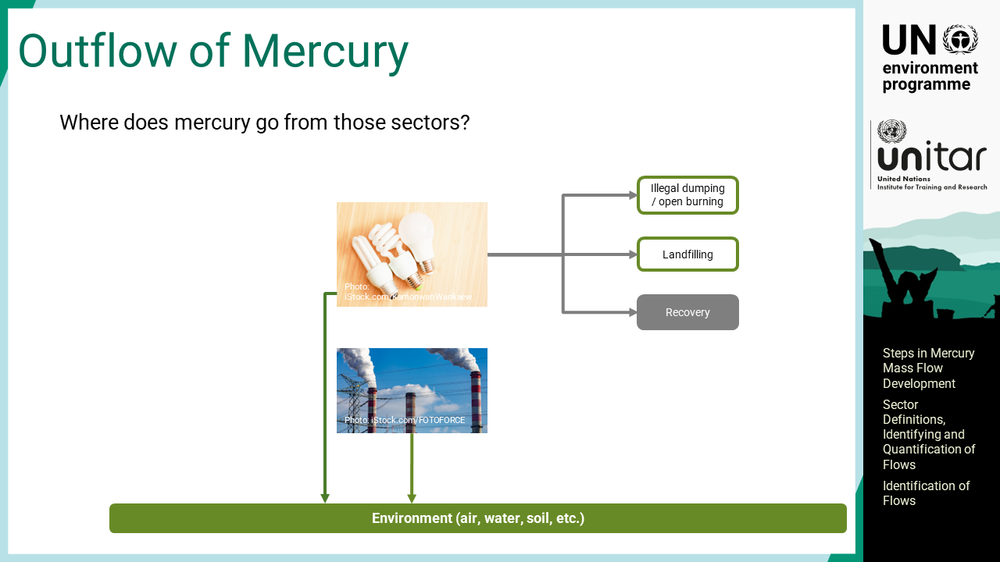 Outflow of Mercury
Where does mercury go from those sectors?
Illegal dumping
/ open burning
Landfilling
Recovery
Photo:
iStock.com/KamonwanWankaew
Photo: iStock.com/FOTOFORCE
Environment (air, water, soil, etc.)
UN
environment
programme
unitar
United Nations
Institute for Training and Research
Steps in Mercury
Mass Flow
Development
Sector
Definitions,
Identifying and
Quantification of
Flows
Identification of
Flows